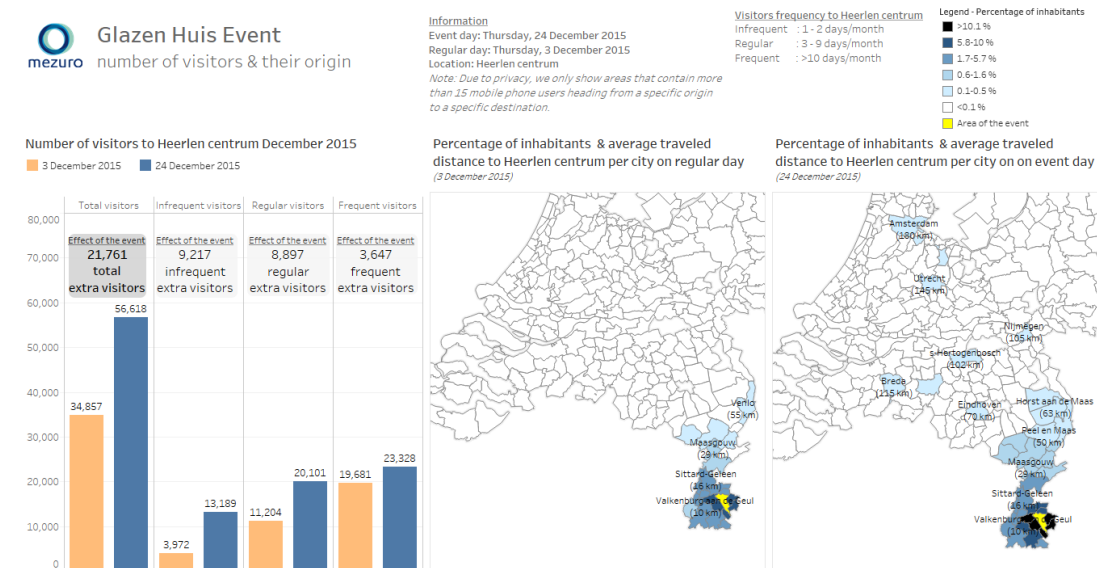 mezuro
Glazen Huis Event
number of visitors & their origin
Information
Event day: Thursday, 24 December 2015
Regular day: Thursday, 3 December 2015
Location: Heerlen centrum
Note: Due to privacy, we only show areas that contain more
than 15 mobile phone users heading from a specific origin
to a specific destination.
Visitors frequency to Heerlen centrum
Infrequent : 1 - 2 days/month
Regular : 3 - 9 days/month
Frequent : >10 days/month
Legend - Percentage of inhabitants
>10.1 %
5.8-10 %
1.7-5.7 %
0.6-1.6 %
0.1-0.5 %
<0.1 %
Area of the event
Number of visitors to Heerlen centrum December 2015
3 December 2015
24 December 2015
Total visitors
Infrequent visitors
Regular visitors
Frequent visitors
80,000
70,000
60,000
50,000
40,000
30,000
20,000
10,000
0
Effect of the event
21,761
total
extra visitors
Effect of the event
9,217
infrequent
extra visitors
Effect of the event
8,897
regular
extra visitors
Effect of the event
3,647
frequent
extra visitors
34,857
56,618
3,972
13,189
11,204
20,101
19,681
23,328
Percentage of inhabitants & average traveled
distance to Heerlen centrum per city on regular day
(3 December 2015)
Venlo
(55 km)
Maasgouw
(29 km)
Sittard-Geleen
(16 km)
Valkenburg aan de Geul
(10 km)
Percentage of inhabitants & average traveled
distance to Heerlen centrum per city on on event day
(24 December 2015)
Amsterdam
(180 km)
Utrecht
(145 km)
Nijmegen
(105 km)
s-Hertogenbosch
(102 km)
Breda
(115 km)
Eindhoven
(70 km)
Horst aan de Maas
(63 km)
Peel en Maas
(50 km)
Maasgouw
(29 km)
Sittard-Geleen
(16 km)
Valkenburg aan de Geul
(10 km)